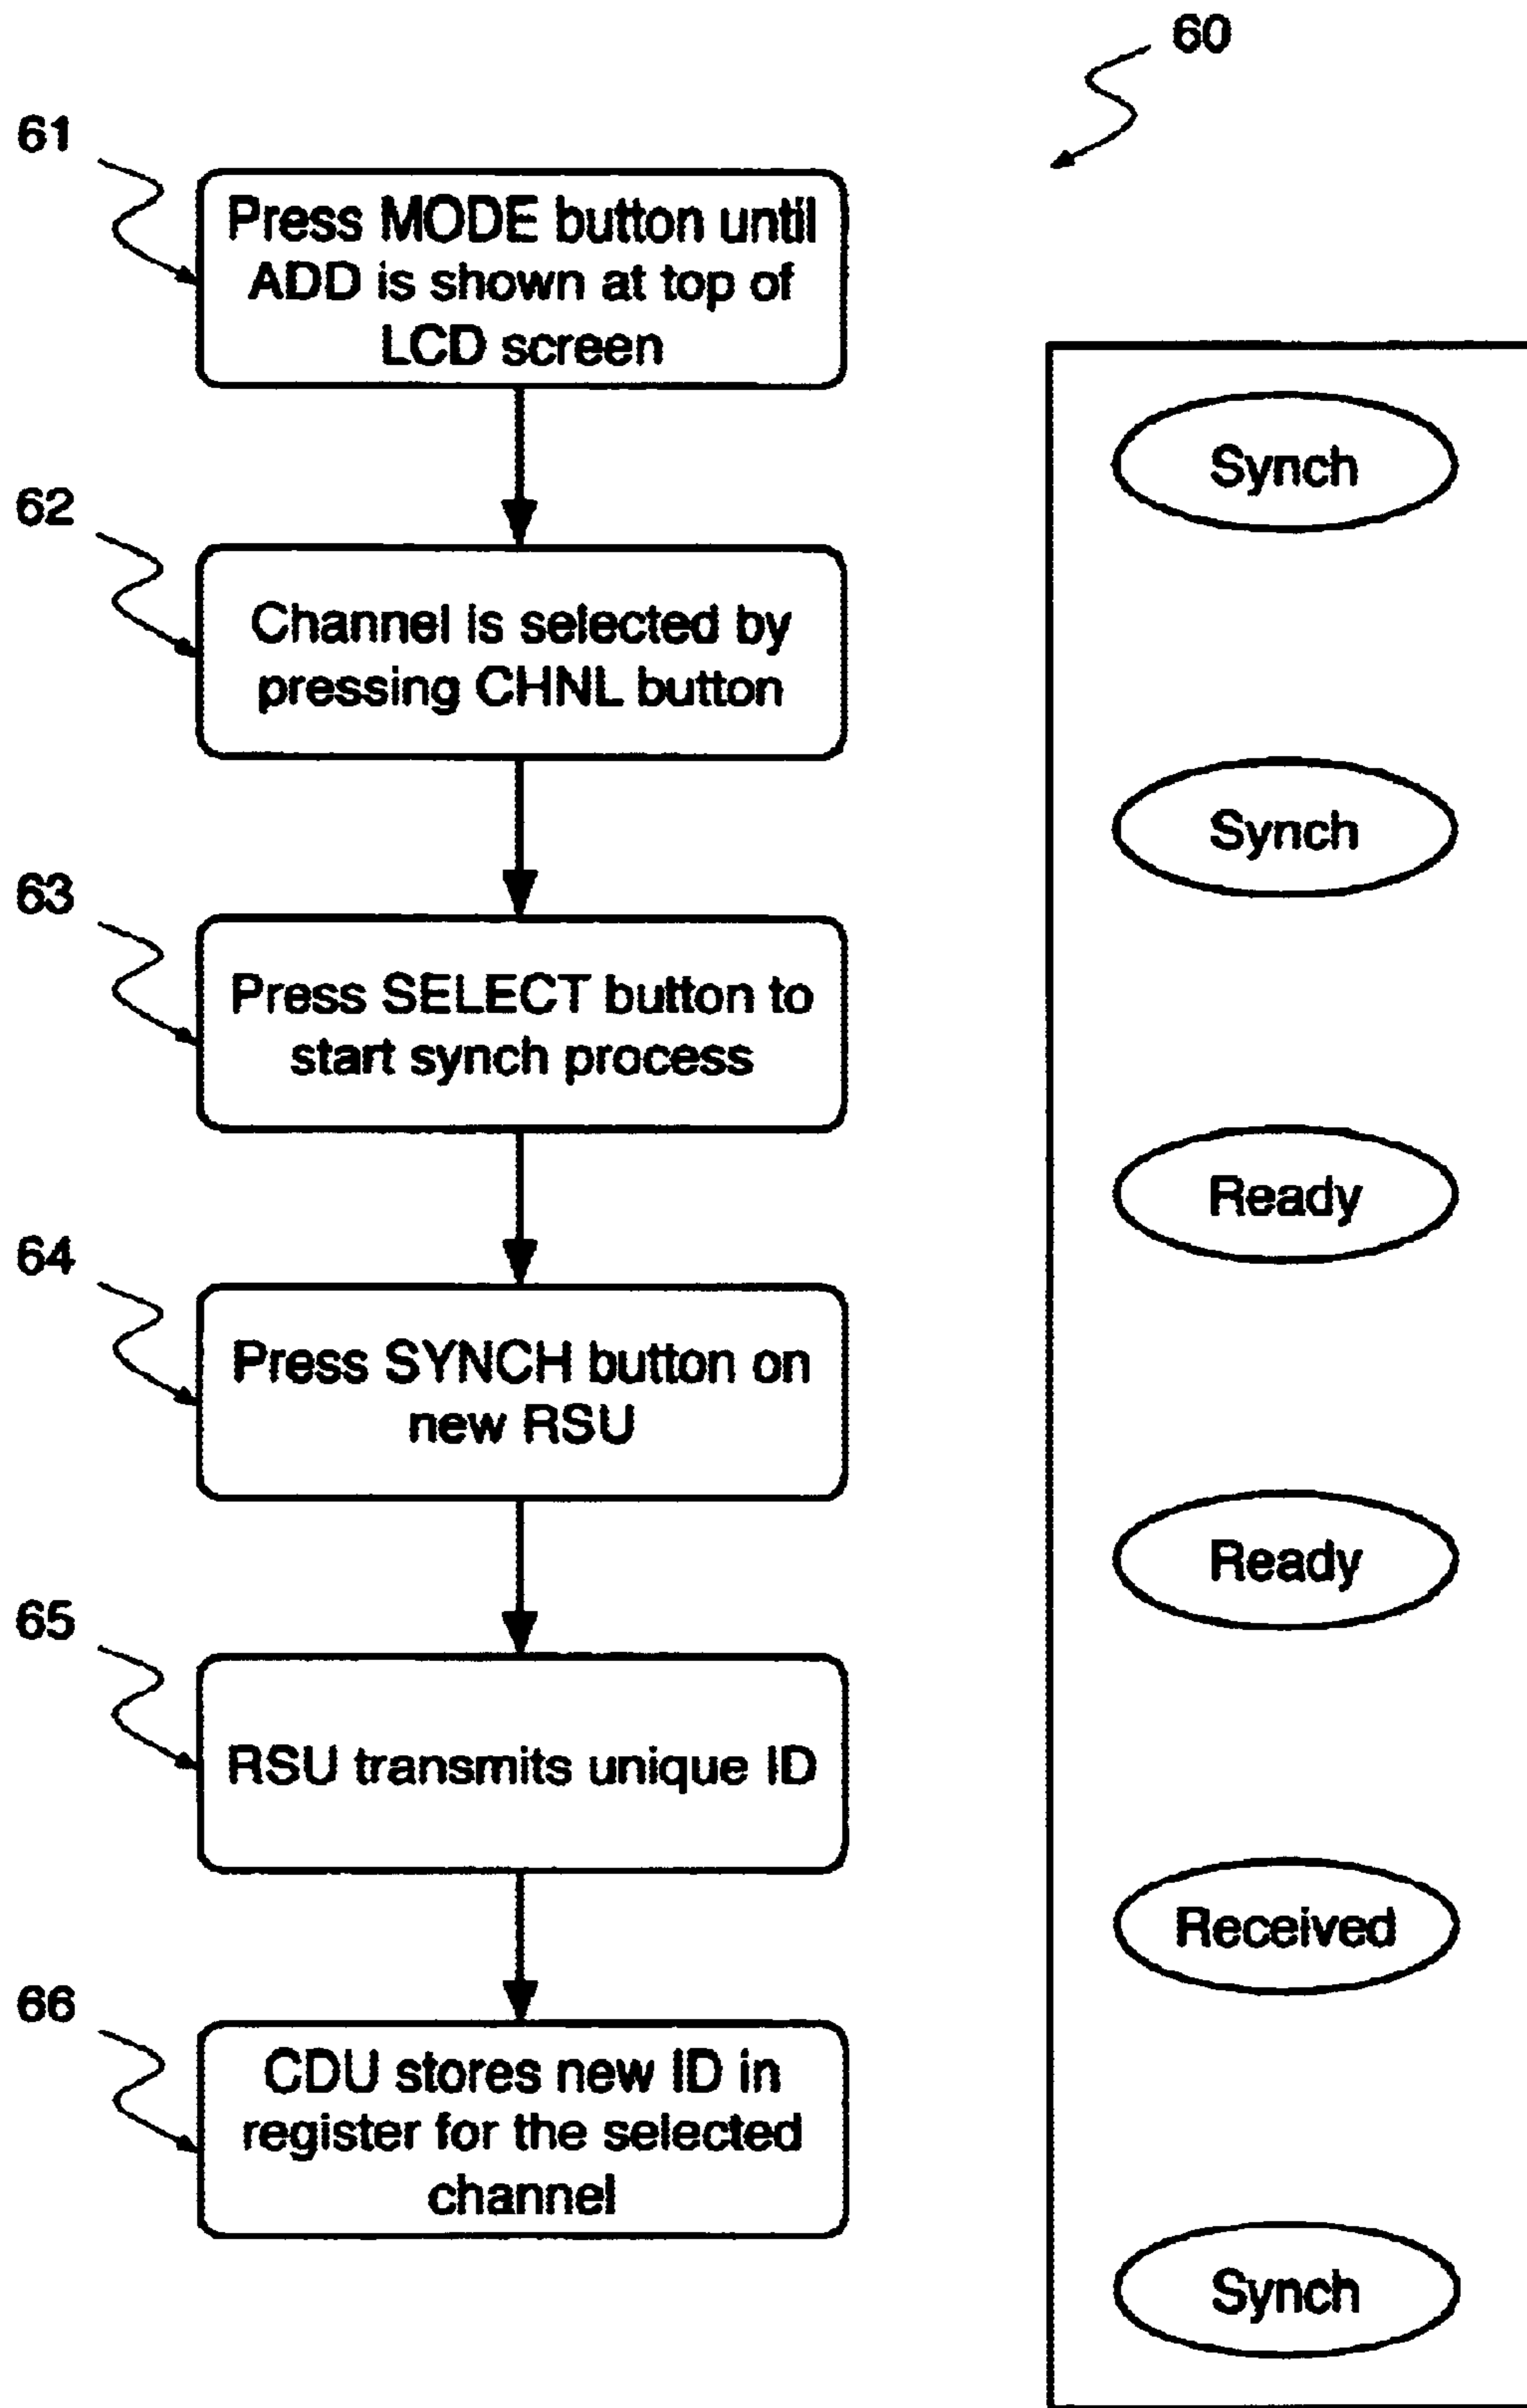 60
61
Press MODE button until
ADD is shown at top of
LCD screen
62
Channel is selected by
pressing CHNL button
63
Press SELECT button to
start synch process
64
Press SYNCH button on
new RSU
65
RSU transmits unique ID
66
CDU stores new ID in
register for the selected
channel
Synch
Synch
Ready
Ready
Received
Synch